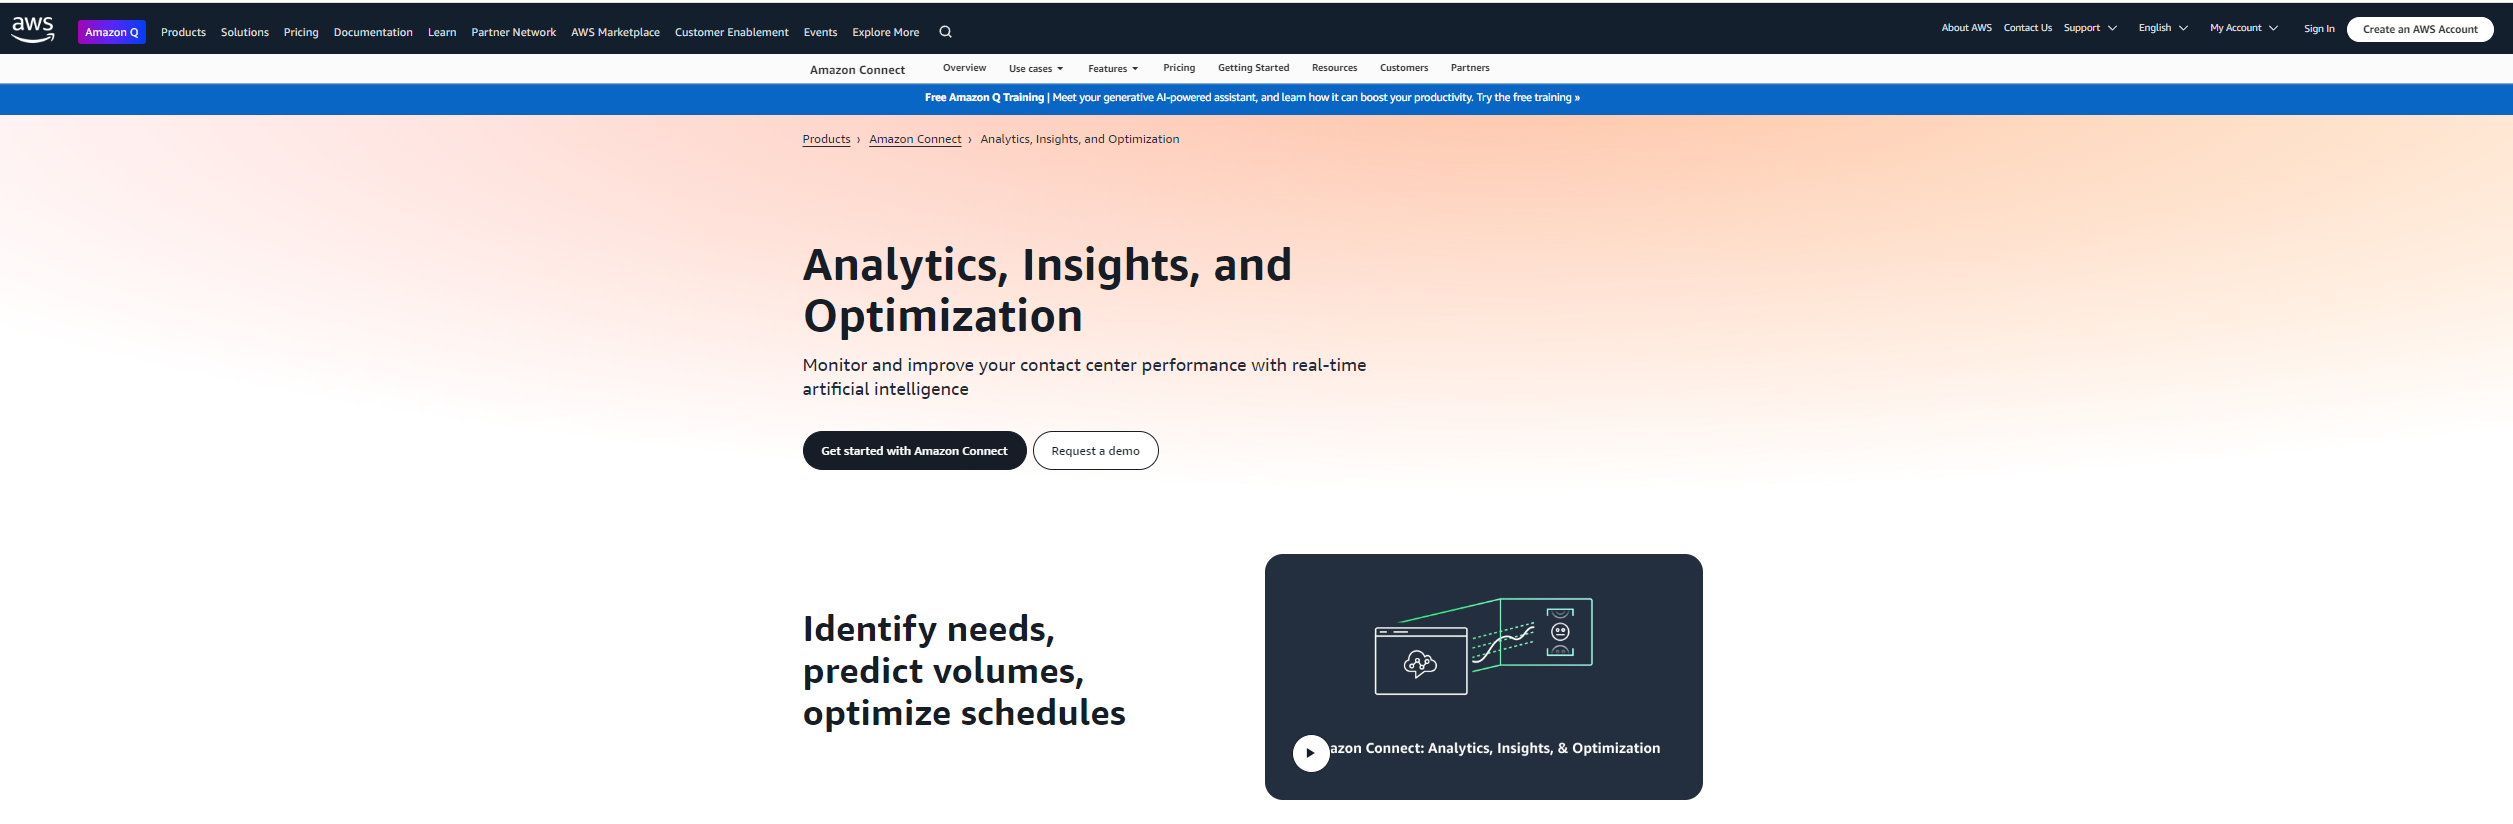 aws
Amazon Q Products Solutions Pricing Documentation Learn Partner Network AWS Marketplace Customer Enablement Events Explore More
About AWS Contact Us Support English My Account Sign In Create an AWS Account
Amazon Connect Overview Use cases Features Pricing Getting Started Resources Customers Partners
Free Amazon Q Training | Meet your generative AI-powered assistant, and learn how it can boost your productivity. Try the free training »
Products › Amazon Connect › Analytics, Insights, and Optimization
Analytics, Insights, and
Optimization
Monitor and improve your contact center performance with real-time
artificial intelligence
Get started with Amazon Connect Request a demo
Identify needs,
predict volumes,
optimize schedules
azon Connect: Analytics, Insights, & Optimization